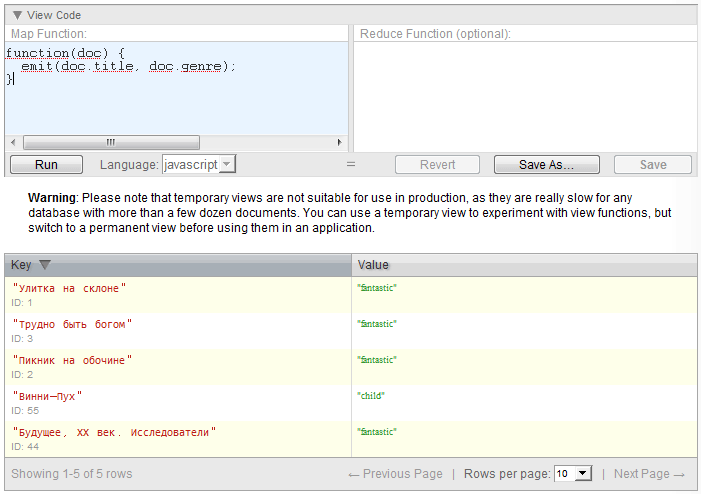 ▼ View Code
Map Function:
Reduce Function (optional):
function(doc) {
  emit(doc.title, doc.genre);
}
Run Language: javascript = Revert Save As... Save
Warning: Please note that temporary views are not suitable for use in production, as they are really slow for any
database with more than a few dozen documents. You can use a temporary view to experiment with view functions, but
switch to a permanent view before using them in an application.
Key ▼ Value
"Улитка на склоне" "fantastic"
ID: 1
"Трудно быть богом" "fantastic"
ID: 3
"Пикник на обочине" "fantastic"
ID: 2
"Винни—Пух" "child"
ID: 55
"Будущее, XX век. Исследователи" "fantastic"
ID: 44
Showing 1-5 of 5 rows ← Previous Page | Rows per page: 10 | Next Page →